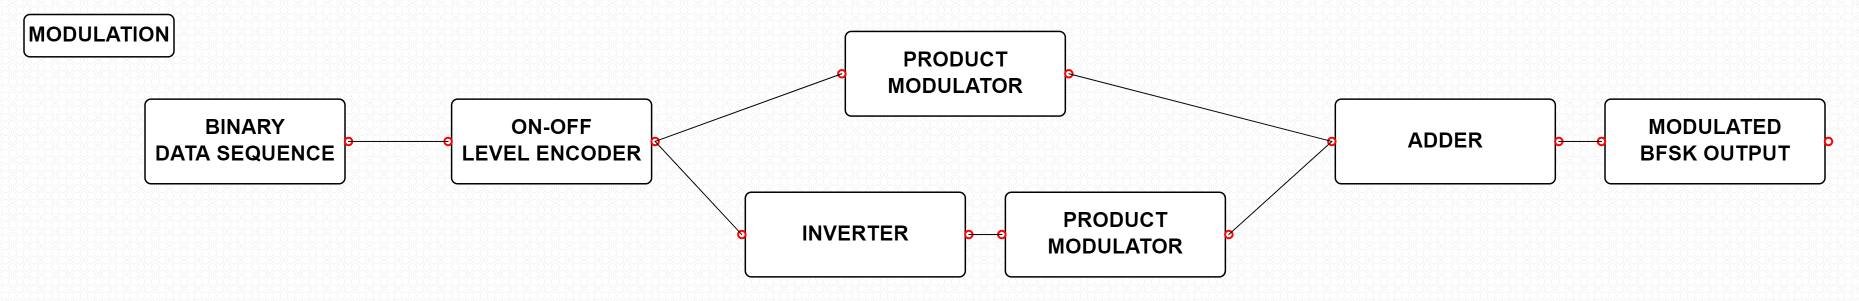 MODULATION
BINARY
DATA SEQUENCE
ON-OFF
LEVEL ENCODER
PRODUCT
MODULATOR
INVERTER
PRODUCT
MODULATOR
ADDER
MODULATED
BFSK OUTPUT